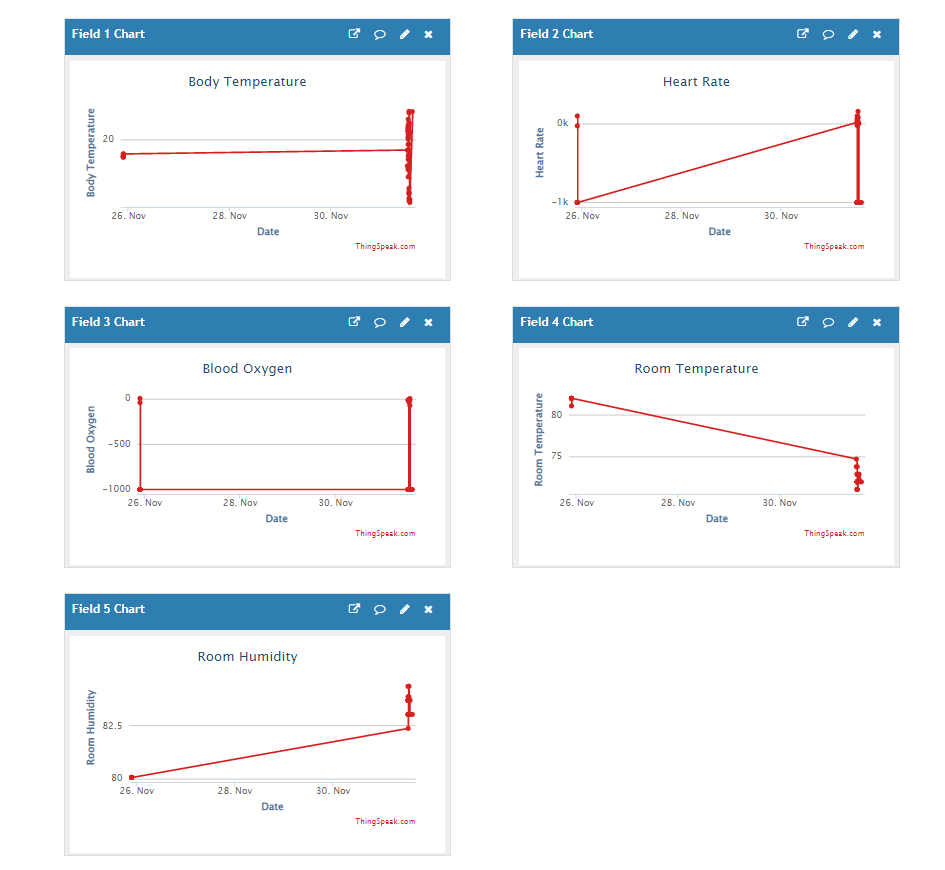 Field 1 Chart
Body Temperature
Body Temperature
20
26. Nov
28. Nov
30. Nov
Date
ThingSpeak.com
Field 2 Chart
Heart Rate
Heart Rate
0k
-1k
26. Nov
28. Nov
30. Nov
Date
ThingSpeak.com
Field 3 Chart
Blood Oxygen
Blood Oxygen
0
-500
-1000
26. Nov
28. Nov
30. Nov
Date
ThingSpeak.com
Field 4 Chart
Room Temperature
Room Temperature
80
75
26. Nov
28. Nov
30. Nov
Date
ThingSpeak.com
Field 5 Chart
Room Humidity
Room Humidity
82.5
80
26. Nov
28. Nov
30. Nov
Date
ThingSpeak.com